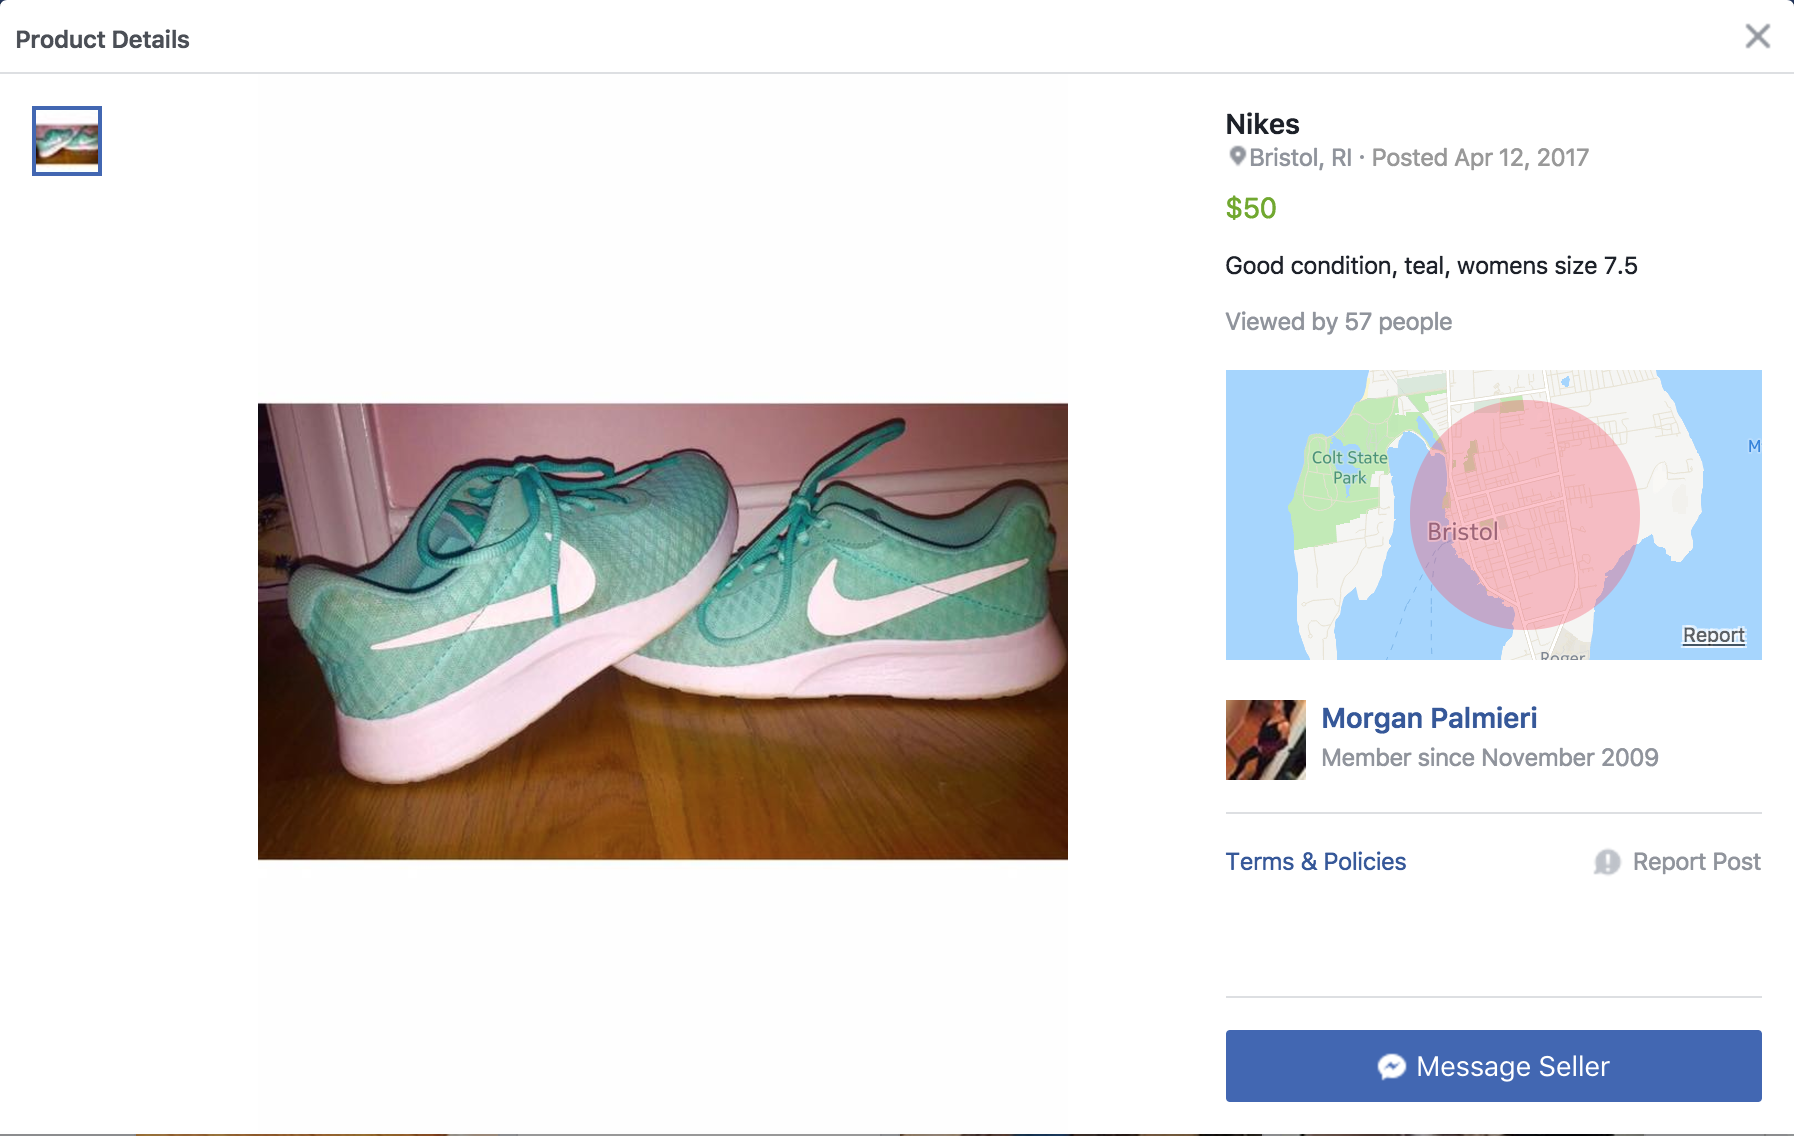 Product Details
Nikes
Bristol, RI · Posted Apr 12, 2017
$50
Good condition, teal, womens size 7.5
Viewed by 57 people
M
Colt State
Park
Bristol
Report
Roger
Morgan Palmieri
Member since November 2009
Terms & Policies
Report Post
Message Seller